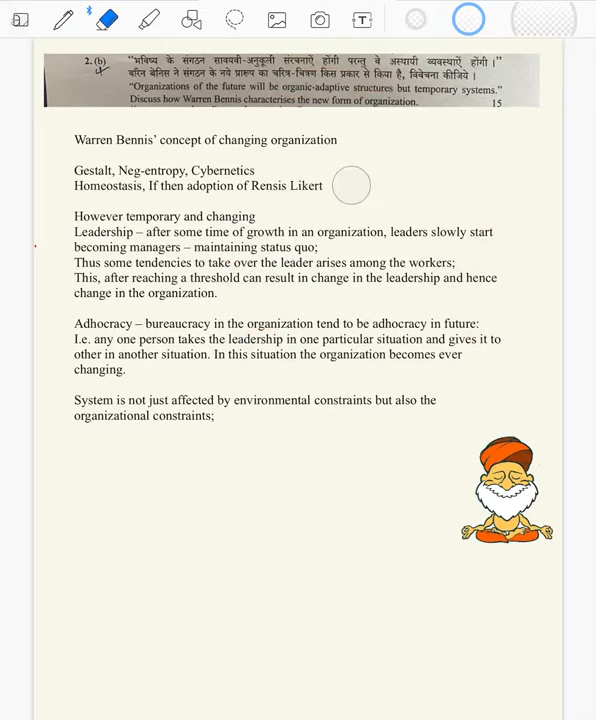 2. (b) "भविष्य के संगठन सावयवी-अनुकूली संरचनाऐं होंगी परन्तु वे अस्थायी व्यवस्थाऐं होंगी ।"
वरिन बेनिस ने संगठन के नये प्रारूप का चरित्र-चित्रण किस प्रकार से किया है, विवेचना कीजिये ।
"Organizations of the future will be organic-adaptive structures but temporary systems."
Discuss how Warren Bennis characterises the new form of organization. 15
Warren Bennis' concept of changing organization
Gestalt, Neg-entropy, Cybernetics
Homeostasis, If then adoption of Rensis Likert
However temporary and changing
Leadership – after some time of growth in an organization, leaders slowly start
becoming managers – maintaining status quo;
Thus some tendencies to take over the leader arises among the workers;
This, after reaching a threshold can result in change in the leadership and hence
change in the organization.
Adhocracy – bureaucracy in the organization tend to be adhocracy in future:
I.e. any one person takes the leadership in one particular situation and gives it to
other in another situation. In this situation the organization becomes ever
changing.
System is not just affected by environmental constraints but also the
organizational constraints;